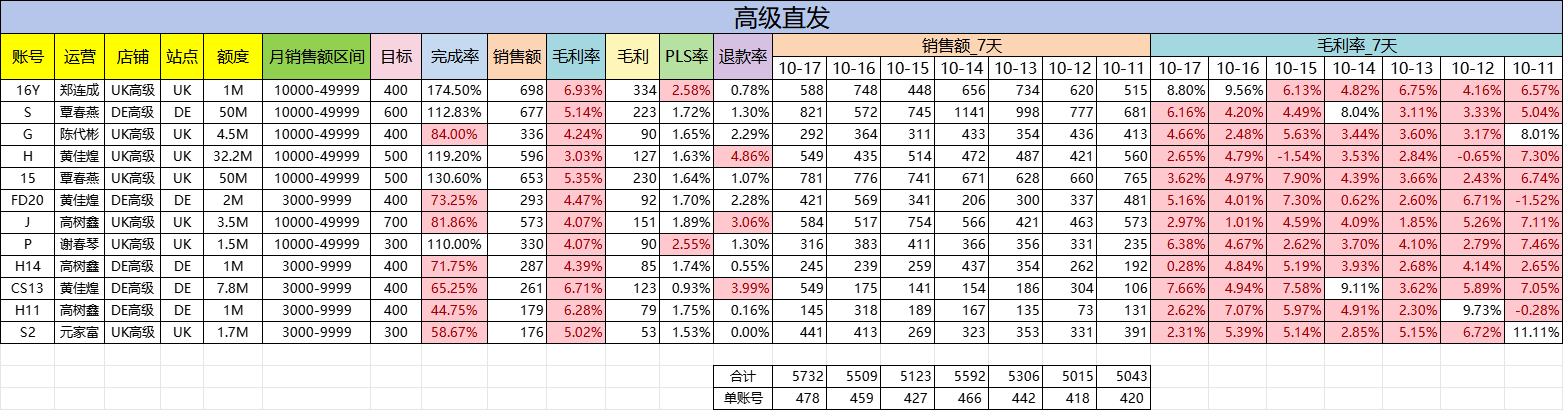 高级直发
账号 运营 店铺 站点 额度 月销售额区间 目标 完成率 销售额 毛利率 毛利 PLS率 退款率 销售额_7天 毛利率_7天
10-17 10-16 10-15 10-14 10-13 10-12 10-11 10-17 10-16 10-15 10-14 10-13 10-12 10-11
16Y 郑连成 UK高级 UK 1M 10000-49999 400 174.50% 698 6.93% 334 2.58% 0.78% 588 748 448 656 734 620 515 8.80% 9.56% 6.13% 4.82% 6.75% 4.16% 6.57%
S 覃春燕 DE高级 DE 50M 10000-49999 600 112.83% 677 5.14% 223 1.72% 1.30% 821 572 745 1141 998 777 681 6.16% 4.20% 4.49% 8.04% 3.11% 3.33% 5.04%
G 陈代彬 UK高级 UK 4.5M 10000-49999 400 84.00% 336 4.24% 90 1.65% 2.29% 292 364 311 433 354 436 413 4.66% 2.48% 5.63% 3.44% 3.60% 3.17% 8.01%
H 黄佳煌 UK高级 UK 32.2M 10000-49999 500 119.20% 596 3.03% 127 1.63% 4.86% 549 435 514 472 487 421 560 2.65% 4.79% -1.54% 3.53% 2.84% -0.65% 7.30%
15 覃春燕 UK高级 UK 50M 10000-49999 500 130.60% 653 5.35% 230 1.64% 1.07% 781 776 741 671 628 660 765 3.62% 4.97% 7.90% 4.39% 3.66% 2.43% 6.74%
FD20 黄佳煌 DE高级 DE 2M 3000-9999 400 73.25% 293 4.47% 92 1.70% 2.28% 421 569 341 206 300 337 481 5.16% 4.01% 7.30% 0.62% 2.60% 6.71% -1.52%
J 高树鑫 UK高级 UK 3.5M 10000-49999 700 81.86% 573 4.07% 151 1.89% 3.06% 584 517 754 566 421 463 573 2.97% 1.01% 4.59% 4.09% 1.85% 5.26% 7.11%
P 谢春琴 UK高级 UK 1.5M 10000-49999 300 110.00% 330 4.07% 90 2.55% 1.30% 316 383 411 366 356 331 235 6.38% 4.67% 2.62% 3.70% 4.10% 2.79% 7.46%
H14 高树鑫 DE高级 DE 1M 3000-9999 400 71.75% 287 4.39% 85 1.74% 0.55% 245 239 259 437 354 262 192 0.28% 4.84% 5.19% 3.93% 2.68% 4.14% 2.65%
CS13 黄佳煌 DE高级 DE 7.8M 3000-9999 400 65.25% 261 6.71% 123 0.93% 3.99% 549 175 141 154 186 304 106 7.66% 4.94% 7.58% 9.11% 3.62% 5.89% 7.05%
H11 高树鑫 DE高级 DE 1M 3000-9999 400 44.75% 179 6.28% 79 1.75% 0.16% 145 318 189 167 135 73 131 2.62% 7.07% 5.97% 4.91% 2.30% 9.73% -0.28%
S2 元家富 UK高级 UK 1.7M 3000-9999 300 58.67% 176 5.02% 53 1.53% 0.00% 441 413 269 323 353 331 391 2.31% 5.39% 5.14% 2.85% 5.15% 6.72% 11.11%
合计 5732 5509 5123 5592 5306 5015 5043
单账号 478 459 427 466 442 418 420